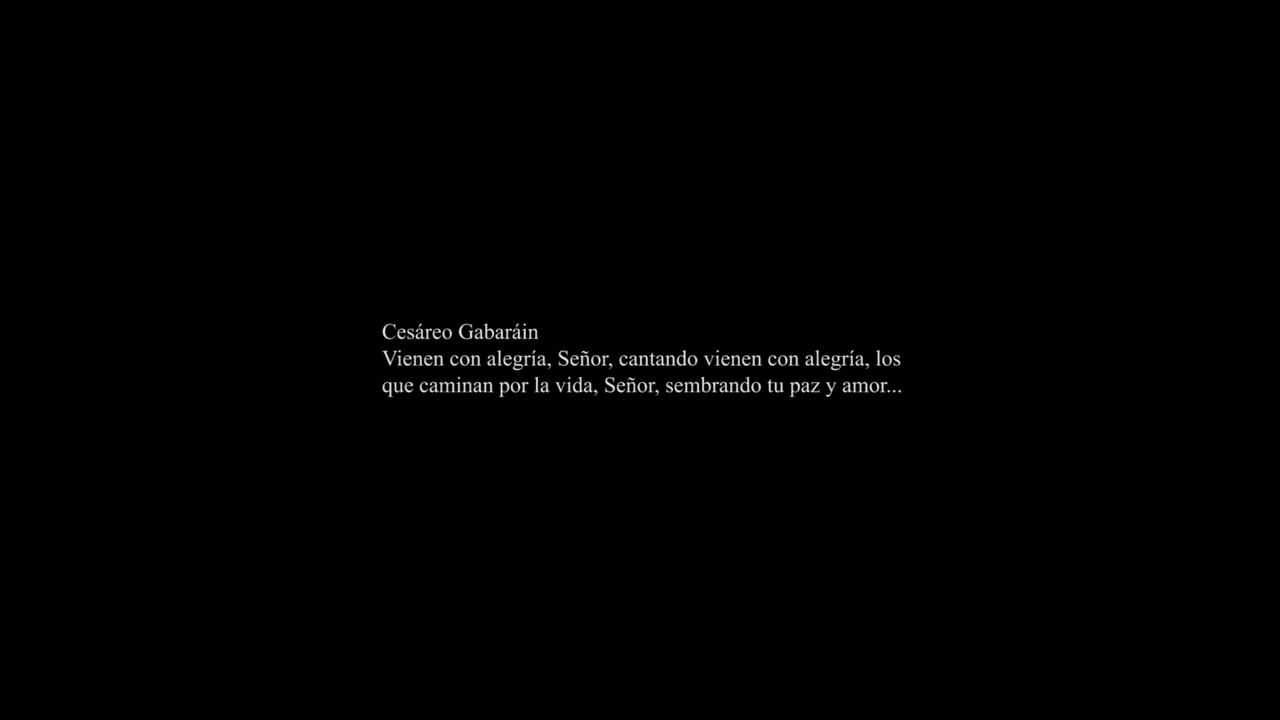 Cesáreo Gabaráin
Vienen con alegría, Señor, cantando vienen con alegría, los
que caminan por la vida, Señor, sembrando tu paz y amor...